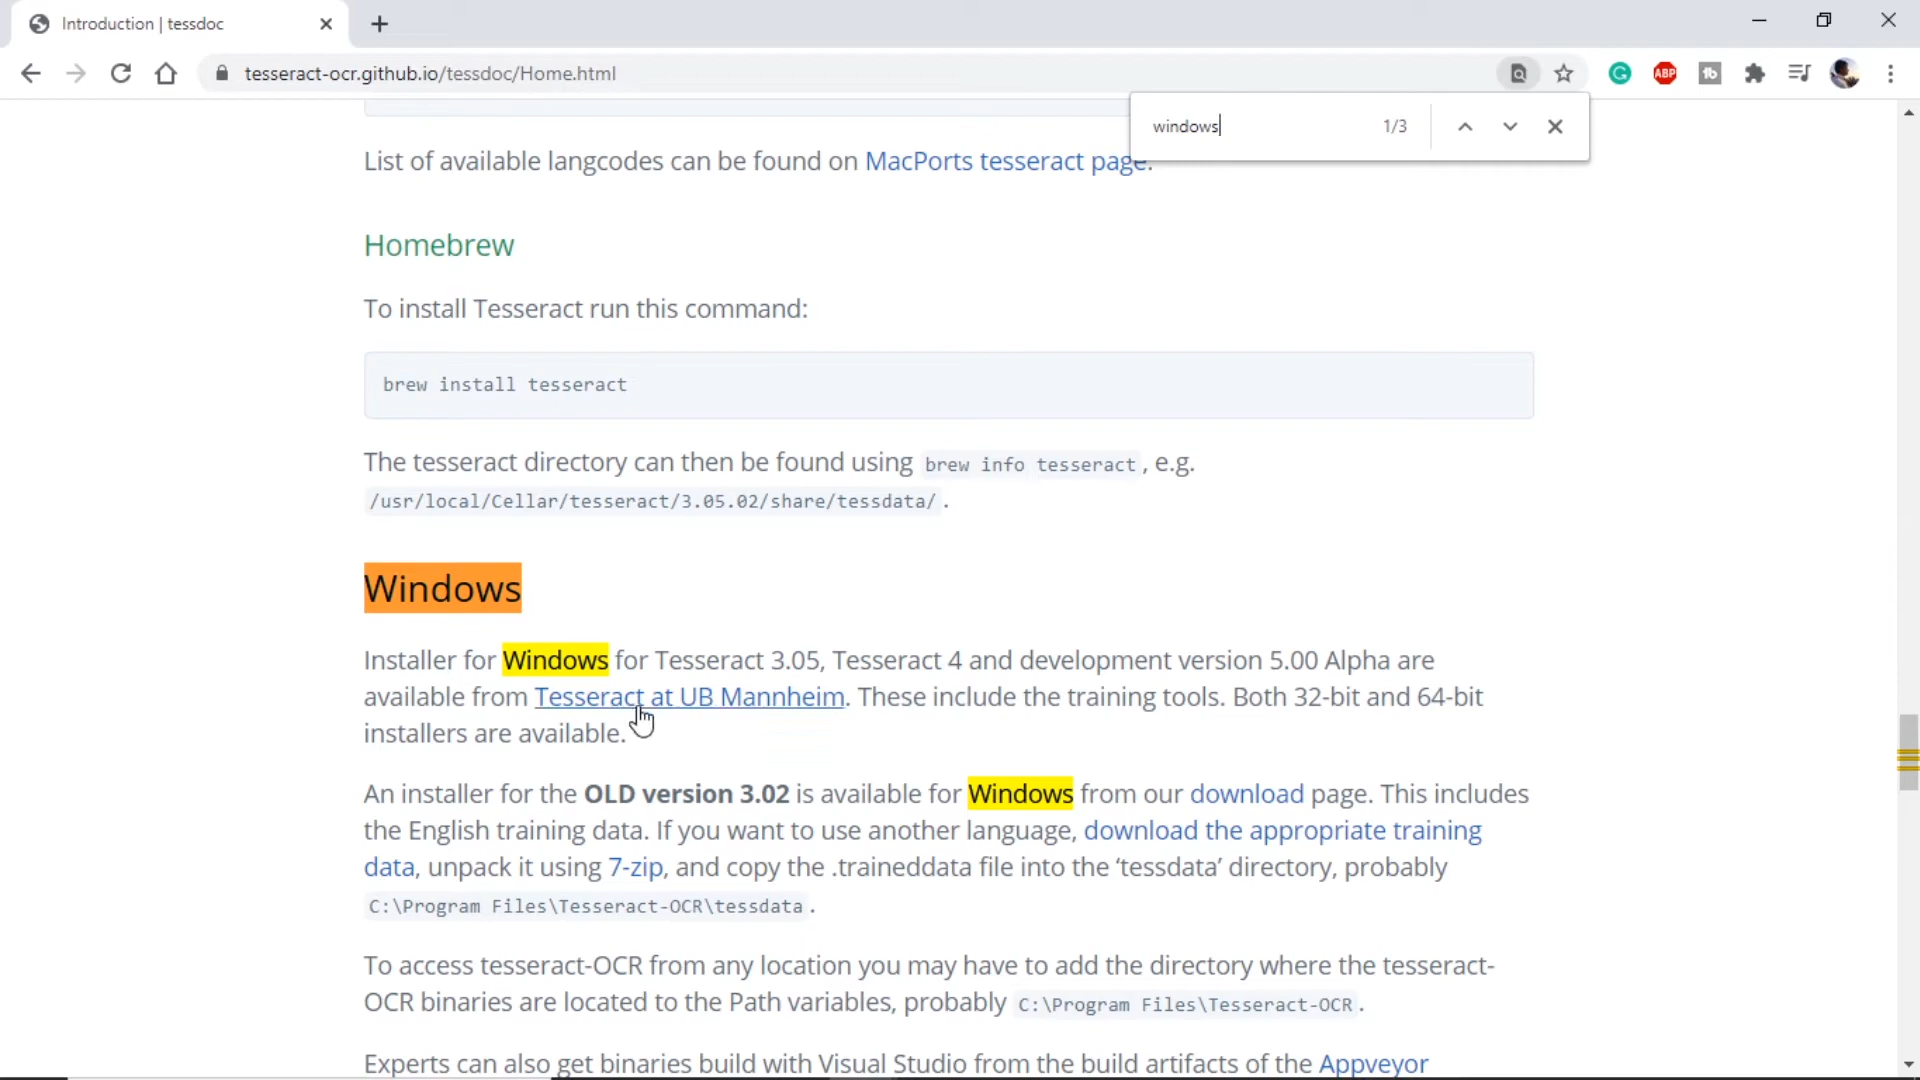 Introduction | tessdoc
tesseract-ocr.github.io/tessdoc/Home.html
ABP
windows
1/3
List of available langcodes can be found on MacPorts tesseract page.
Homebrew
To install Tesseract run this command:
brew install tesseract
The tesseract directory can then be found using brew info tesseract, e.g.
/usr/local/Cellar/tesseract/3.05.02/share/tessdata/.
Windows
Installer for Windows for Tesseract 3.05, Tesseract 4 and development version 5.00 Alpha are
available from Tesseract at UB Mannheim. These include the training tools. Both 32-bit and 64-bit
installers are available.
An installer for the OLD version 3.02 is available for Windows from our download page. This includes
the English training data. If you want to use another language, download the appropriate training
data, unpack it using 7-zip, and copy the .traineddata file into the ‘tessdata’ directory, probably
C:\Program Files\Tesseract-OCR\tessdata.
To access tesseract-OCR from any location you may have to add the directory where the tesseract-
OCR binaries are located to the Path variables, probably C:\Program Files\Tesseract-OCR.
Experts can also get binaries build with Visual Studio from the build artifacts of the Appveyor